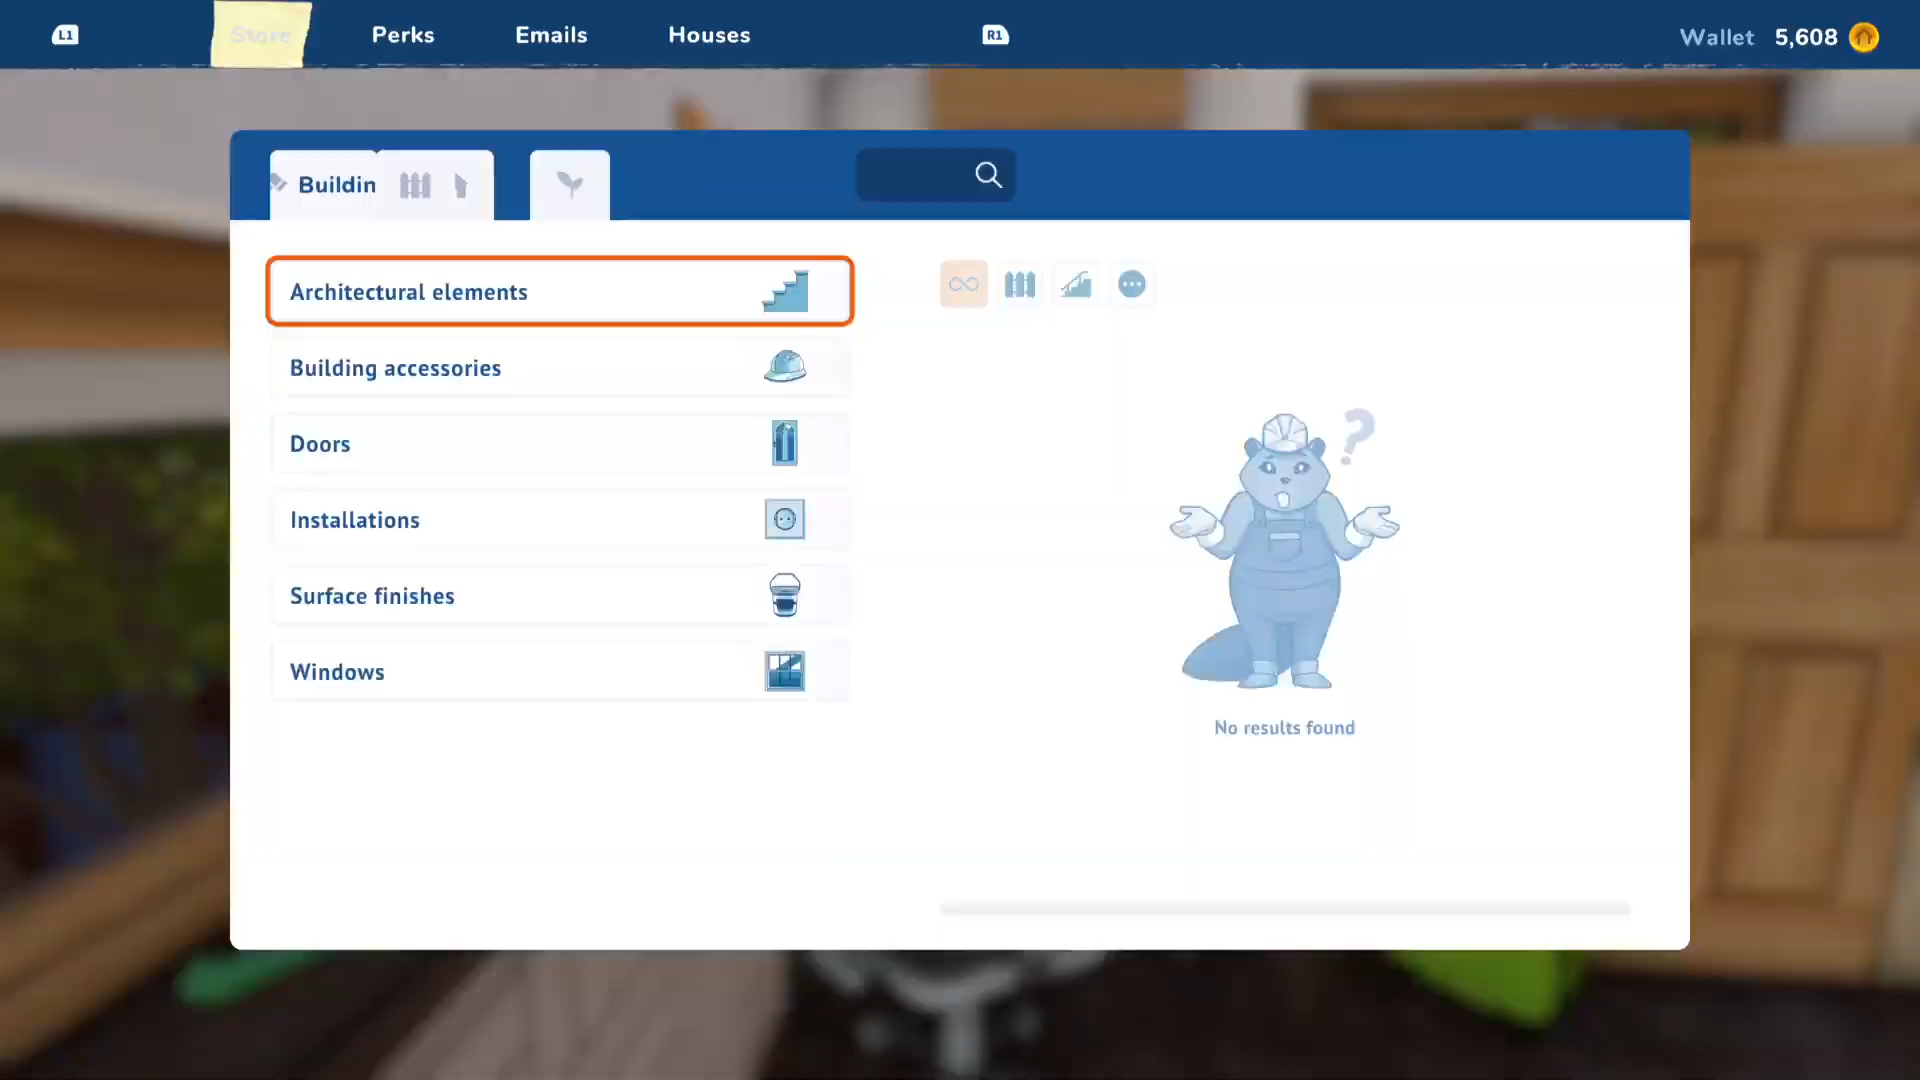 L1
Store
Perks
Emails
Houses
R1
Wallet 5,608
Buildin
Architectural elements
Building accessories
Doors
Installations
Surface finishes
Windows
?
No results found